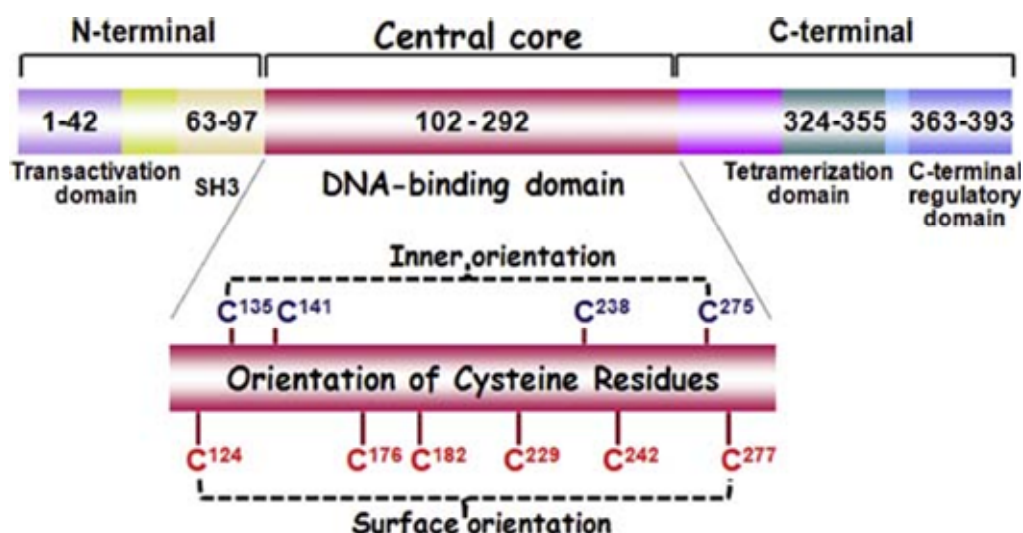 N-terminal Central core C-terminal
1-42 63-97 102-292 324-355 363-393
Transactivation domain
SH3
DNA-binding domain
Tetramerization domain
C-terminal regulatory domain
Inner orientation
C135 C141 C238 C275
Orientation of Cysteine Residues
C124 C176 C182 C229 C242 C277
Surface orientation